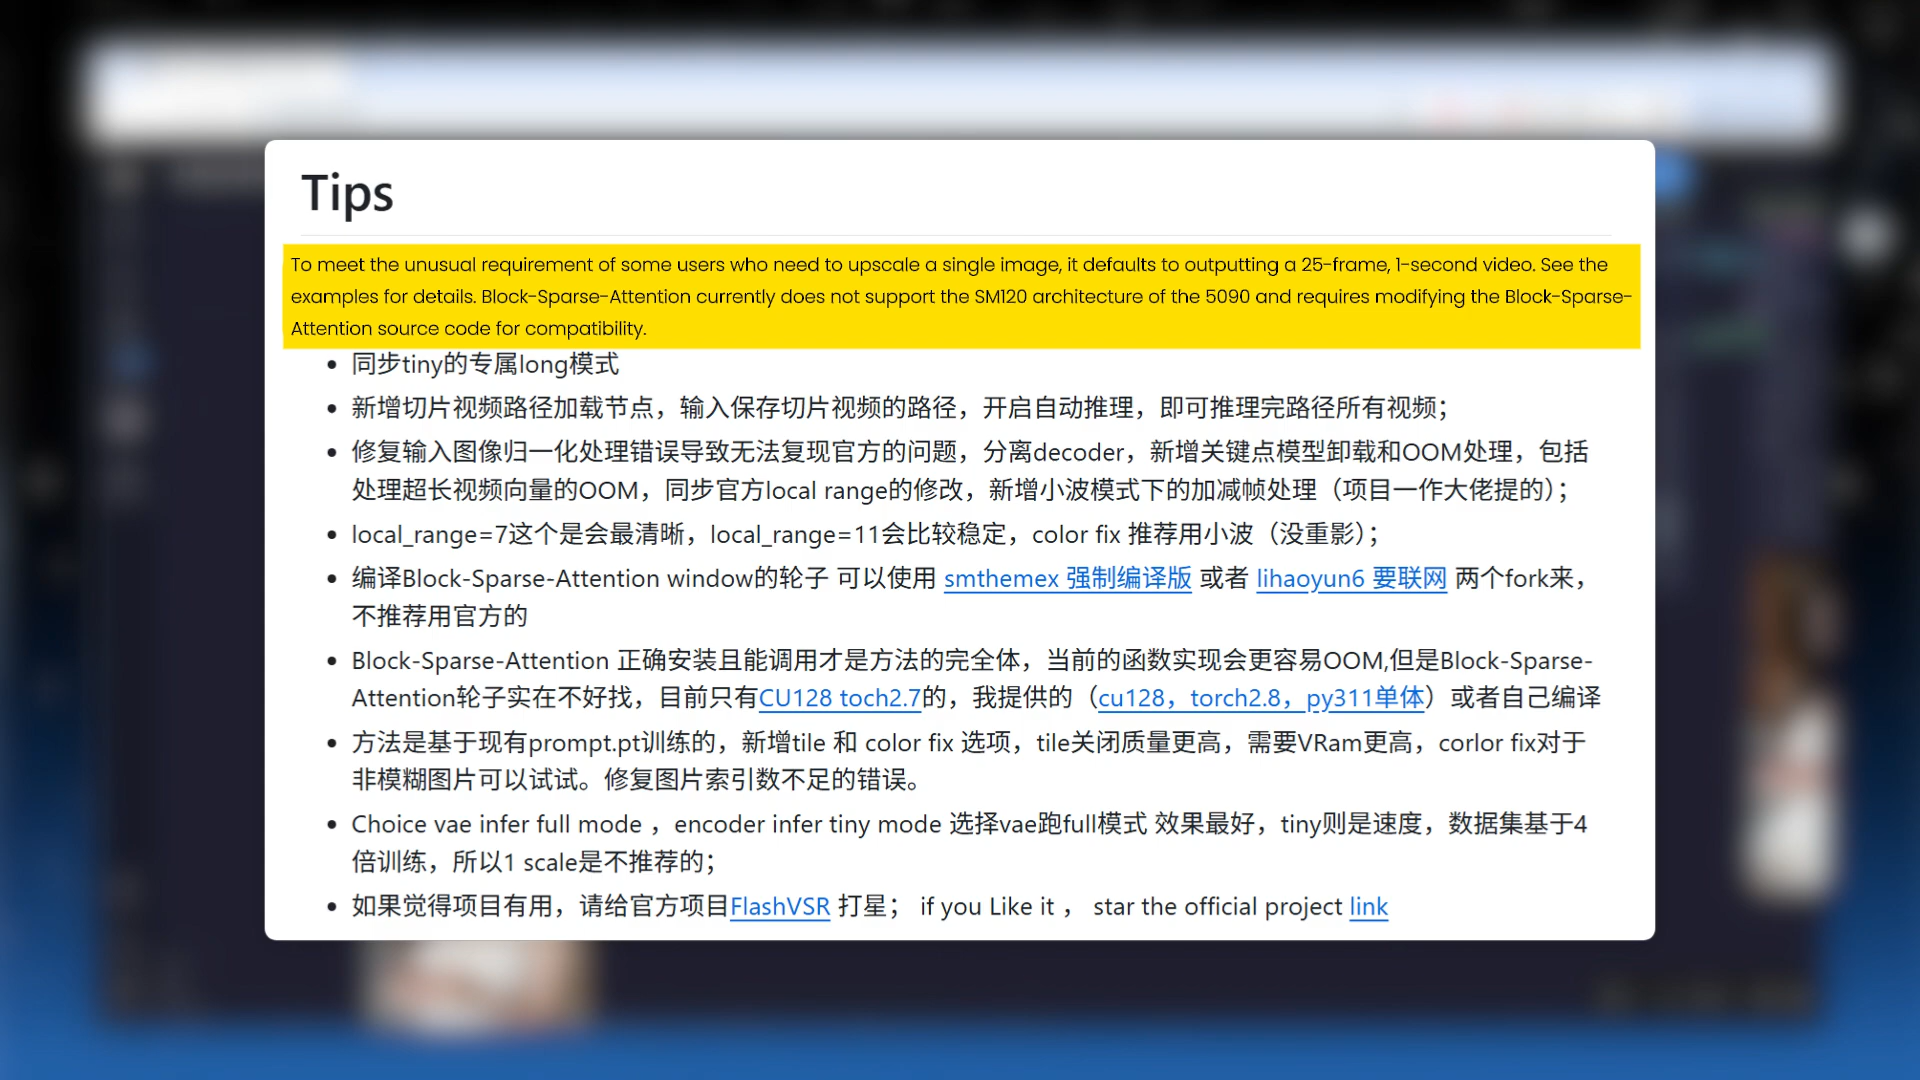 Tips
To meet the unusual requirement of some users who need to upscale a single image, it defaults to outputting a 25-frame, 1-second video. See the
examples for details. Block-Sparse-Attention currently does not support the SM120 architecture of the 5090 and requires modifying the Block-Sparse-
Attention source code for compatibility.
同步tiny的专属long模式
新增切片视频路径加载节点，输入保存切片视频的路径，开启自动推理，即可推理完路径所有视频；
修复输入图像归一化处理错误导致无法复现官方的问题，分离decoder，新增关键点模型卸载和OOM处理，包括
处理超长视频向量的OOM，同步官方local range的修改，新增小波模式下的加减帧处理（项目一作大佬提的）；
local_range=7这个是会最清晰，local_range=11会比较稳定，color fix 推荐用小波（没重影）；
编译Block-Sparse-Attention window的轮子 可以使用 smthemex 强制编译版 或者 lihaoyun6 要联网 两个fork来，
不推荐用官方的
Block-Sparse-Attention 正确安装且能调用才是方法的完全体，当前的函数实现会更容易OOM,但是Block-Sparse-
Attention轮子实在不好找，目前只有CU128 toch2.7的，我提供的（cu128，torch2.8，py311单体）或者自己编译
方法是基于现有prompt.pt训练的，新增tile 和 color fix 选项，tile关闭质量更高，需要VRam更高，corlor fix对于
非模糊图片可以试试。修复图片索引数不足的错误。
Choice vae infer full mode ，encoder infer tiny mode 选择vae跑full模式 效果最好，tiny则是速度，数据集基于4
倍训练，所以1 scale是不推荐的；
如果觉得项目有用，请给官方项目FlashVSR 打星； if you Like it ， star the official project link